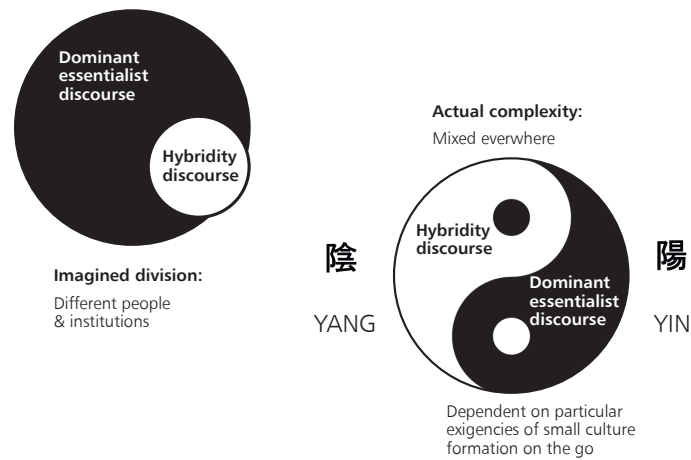 Dominant
essentialist
discourse
Hybridity
discourse
Imagined division:
Different people
& institutions
Actual complexity:
Mixed everwhere
陰
YANG
Hybridity
discourse
Dominant
essentialist
discourse
陽
YIN
Dependent on particular
exigencies of small culture
formation on the go